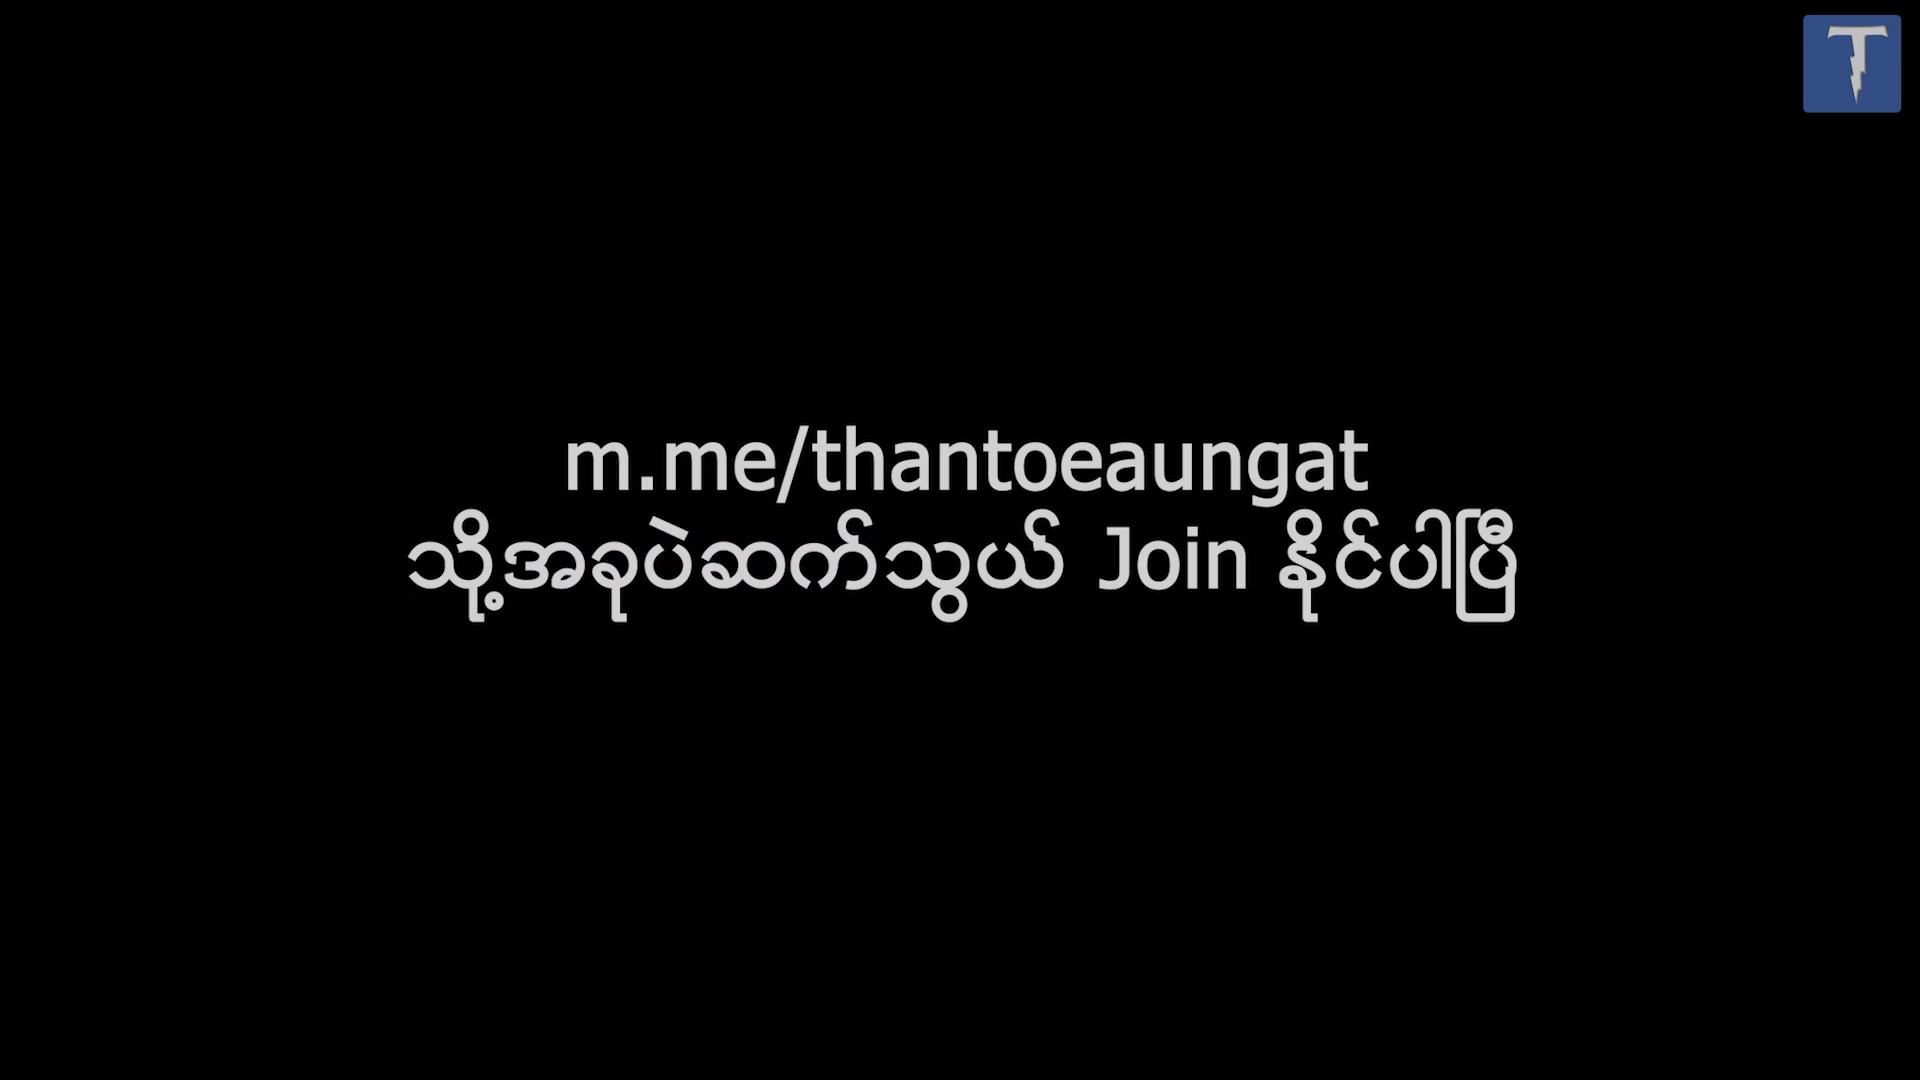 T
m.me/thantoeaungat
သို့အခုပဲဆက်သွယ် Join နိုင်ပါပြီ